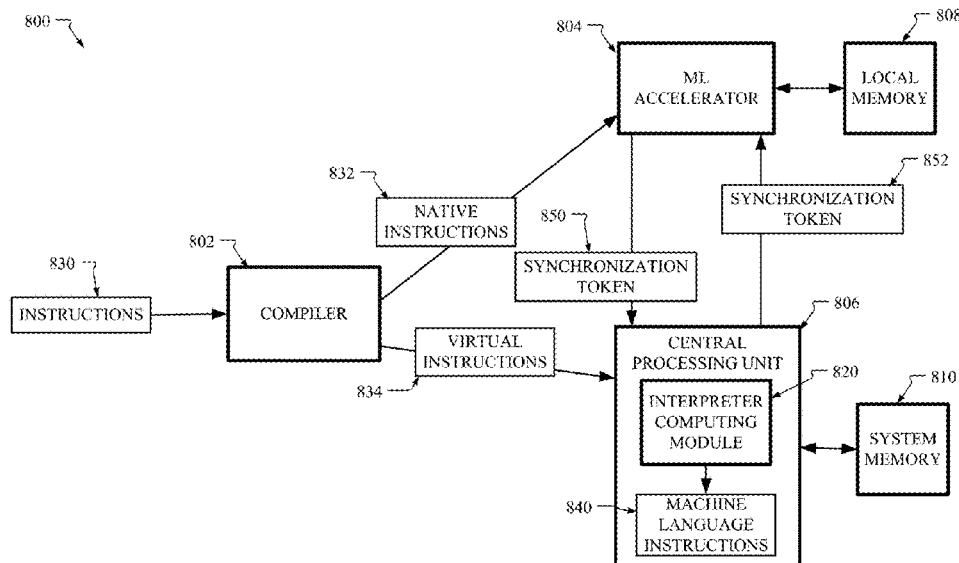 800
804
808
ML
ACCELERATOR
LOCAL
MEMORY
832
852
NATIVE
INSTRUCTIONS
850
SYNCHRONIZATION
TOKEN
802
830
SYNCHRONIZATION
TOKEN
INSTRUCTIONS
COMPILER
806
VIRTUAL
INSTRUCTIONS
834
CENTRAL
PROCESSING UNIT
820
810
INTERPRETER
COMPUTING
MODULE
SYSTEM
MEMORY
840
MACHINE
LANGUAGE
INSTRUCTIONS